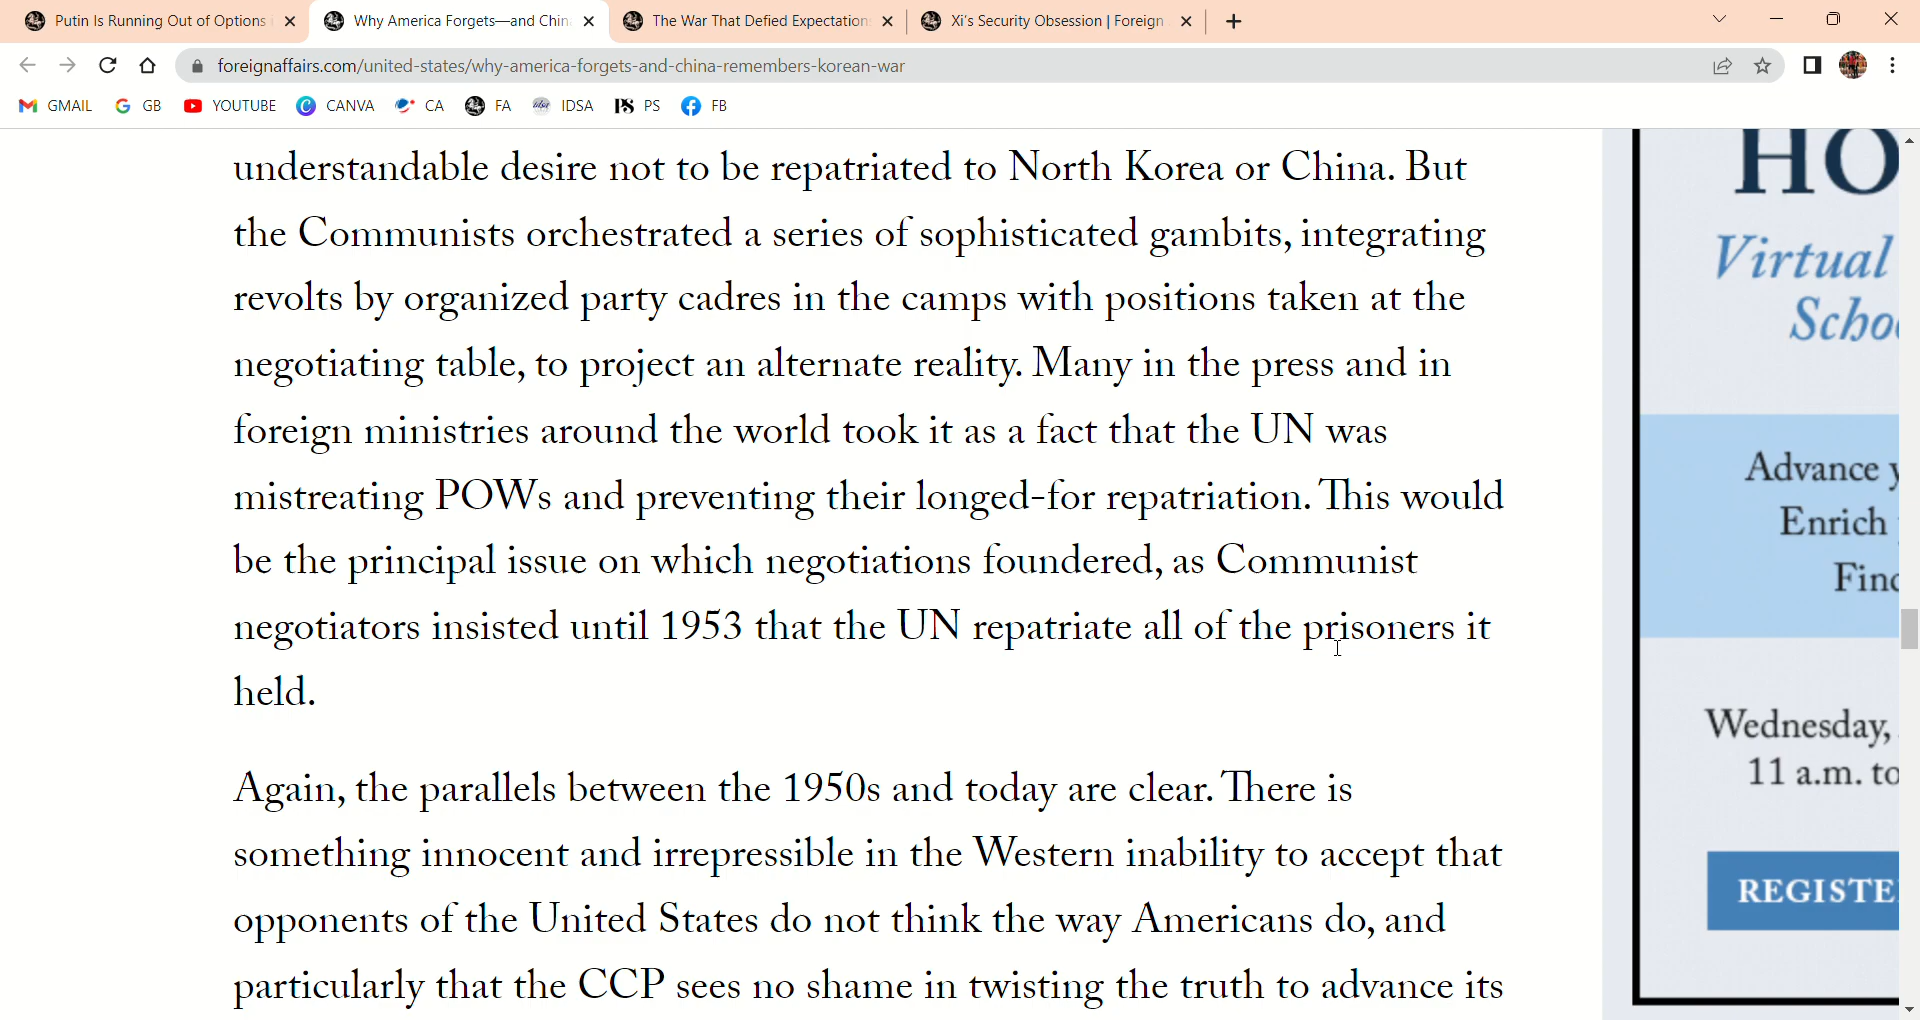 Putin Is Running Out of Options
Why America Forgets—and Chin
The War That Defied Expectation
Xi's Security Obsession | Foreign
foreignaffairs.com/united-states/why-america-forgets-and-china-remembers-korean-war
GMAIL GB YOUTUBE CANVA CA FA IDSA PS FB
understandable desire not to be repatriated to North Korea or China. But
the Communists orchestrated a series of sophisticated gambits, integrating
revolts by organized party cadres in the camps with positions taken at the
negotiating table, to project an alternate reality. Many in the press and in
foreign ministries around the world took it as a fact that the UN was
mistreating POWs and preventing their longed-for repatriation. This would
be the principal issue on which negotiations foundered, as Communist
negotiators insisted until 1953 that the UN repatriate all of the prisoners it
held.
Again, the parallels between the 1950s and today are clear. There is
something innocent and irrepressible in the Western inability to accept that
opponents of the United States do not think the way Americans do, and
particularly that the CCP sees no shame in twisting the truth to advance its
HO
Virtual
Schoo
Advance y
Enrich
Find
Wednesday,
11 a.m. to
REGISTE